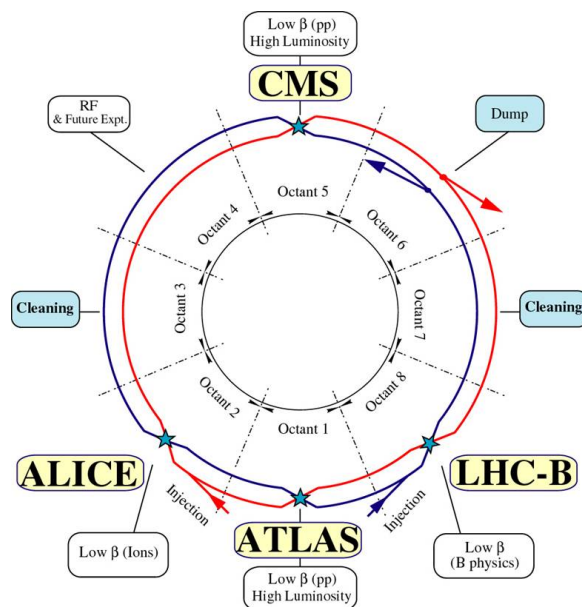 Low β (pp)
High Luminosity
CMS
RF
& Future Expt.
Dump
Octant 5
Octant 4
Octant 6
Octant 3
Octant 7
Cleaning
Cleaning
Octant 2
Octant 8
Octant 1
ALICE
LHC-B
Injection
Injection
ATLAS
Low β (Ions)
Low β
(B physics)
Low β (pp)
High Luminosity